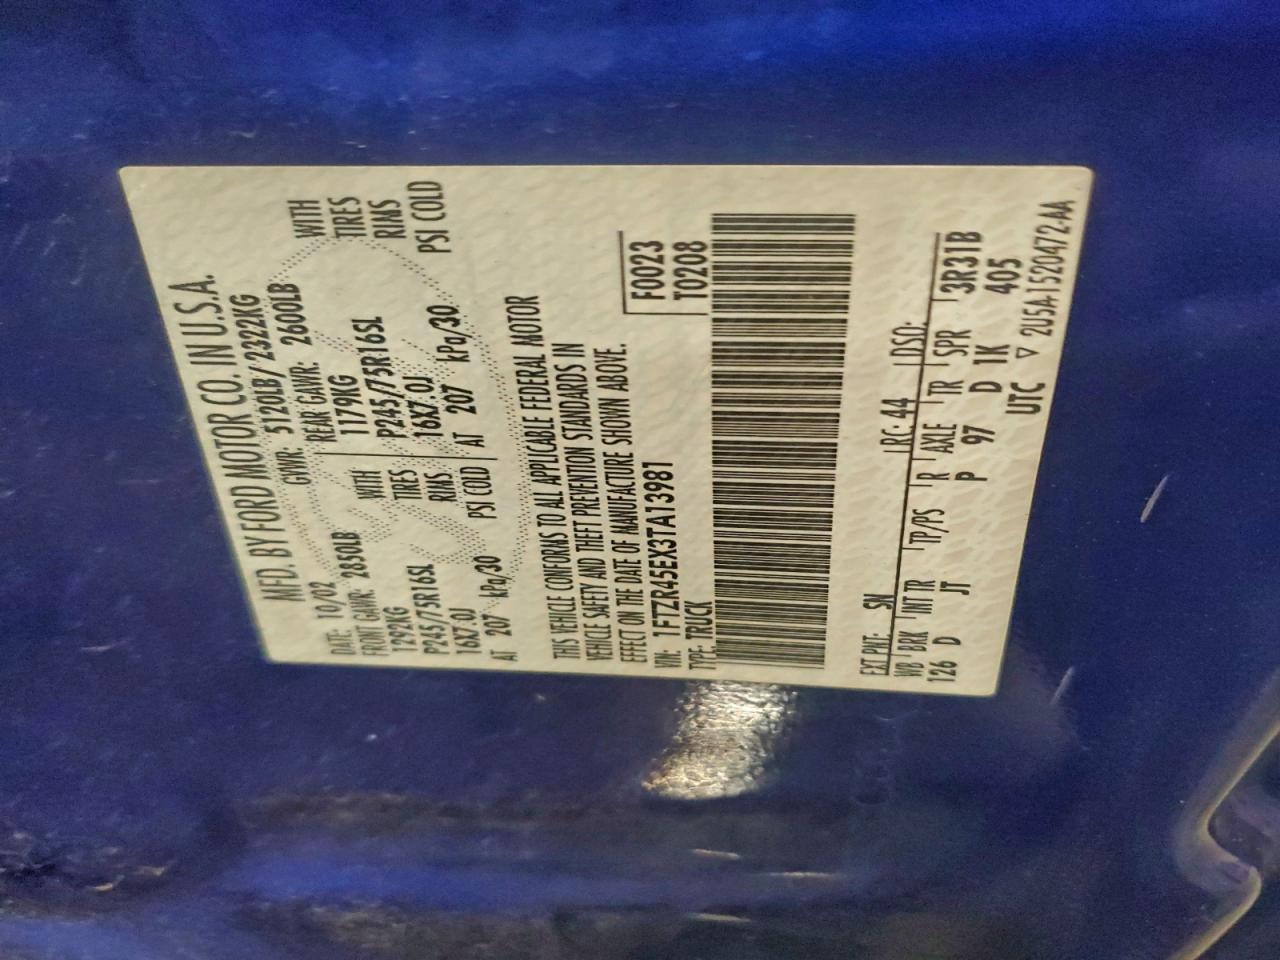 MFD. BY FORD MOTOR CO. IN U.S.A.
DATE: 10/02 GVWR: 5120LB/ 2322KG
FRONT GAWR: 2850LB REAR GAWR: 2600LB
1292KG WITH 1179KG WITH
P245/75R16SL TIRES P245/75R16SL TIRES
16X7.0J RIMS 16X7.0J RIMS
AT 207 kPa/30 PSI COLD AT 207 kPa/30 PSI COLD
THIS VEHICLE CONFORMS TO ALL APPLICABLE FEDERAL MOTOR
VEHICLE SAFETY AND THEFT PREVENTION STANDARDS IN
EFFECT ON THE DATE OF MANUFACTURE SHOWN ABOVE.
VIN: 1FTZR45EX3TA13981 F0023
TYPE: TRUCK T0208
EXT PNT: SN RC: 44 DSO:
WB BRK INT TR TP/PS R AXLE TR SPR 3R31B
126 D JT P 97 D 1K 405
UTC ▽ 2U5A1520472-AA